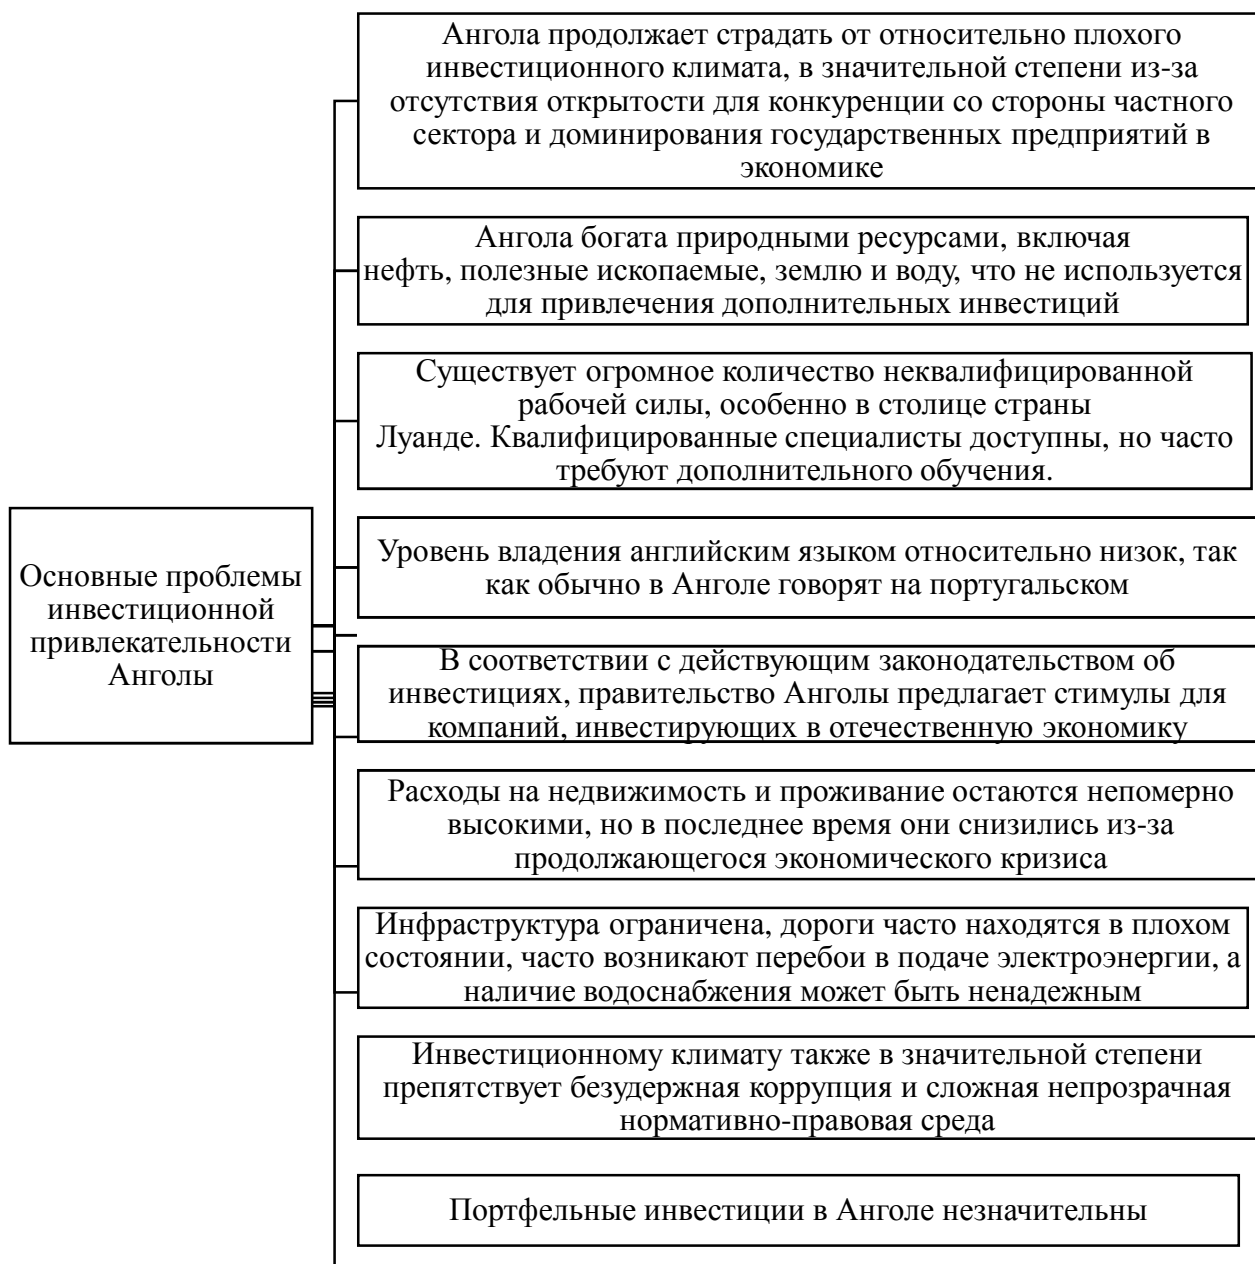 Ангола продолжает страдать от относительно плохого
инвестиционного климата, в значительной степени из-за
отсутствия открытости для конкуренции со стороны частного
сектора и доминирования государственных предприятий в
экономике
Ангола богата природными ресурсами, включая
нефть, полезные ископаемые, землю и воду, что не используется
для привлечения дополнительных инвестиций
Существует огромное количество неквалифицированной
рабочей силы, особенно в столице страны
Луанде. Квалифицированные специалисты доступны, но часто
требуют дополнительного обучения.
Основные проблемы
инвестиционной
привлекательности
Анголы
Уровень владения английским языком относительно низок, так
как обычно в Анголе говорят на португальском
В соответствии с действующим законодательством об
инвестициях, правительство Анголы предлагает стимулы для
компаний, инвестирующих в отечественную экономику
Расходы на недвижимость и проживание остаются непомерно
высокими, но в последнее время они снизились из-за
продолжающегося экономического кризиса
Инфраструктура ограничена, дороги часто находятся в плохом
состоянии, часто возникают перебои в подаче электроэнергии, а
наличие водоснабжения может быть ненадежным
Инвестиционному климату также в значительной степени
препятствует безудержная коррупция и сложная непрозрачная
нормативно-правовая среда
Портфельные инвестиции в Анголе незначительны